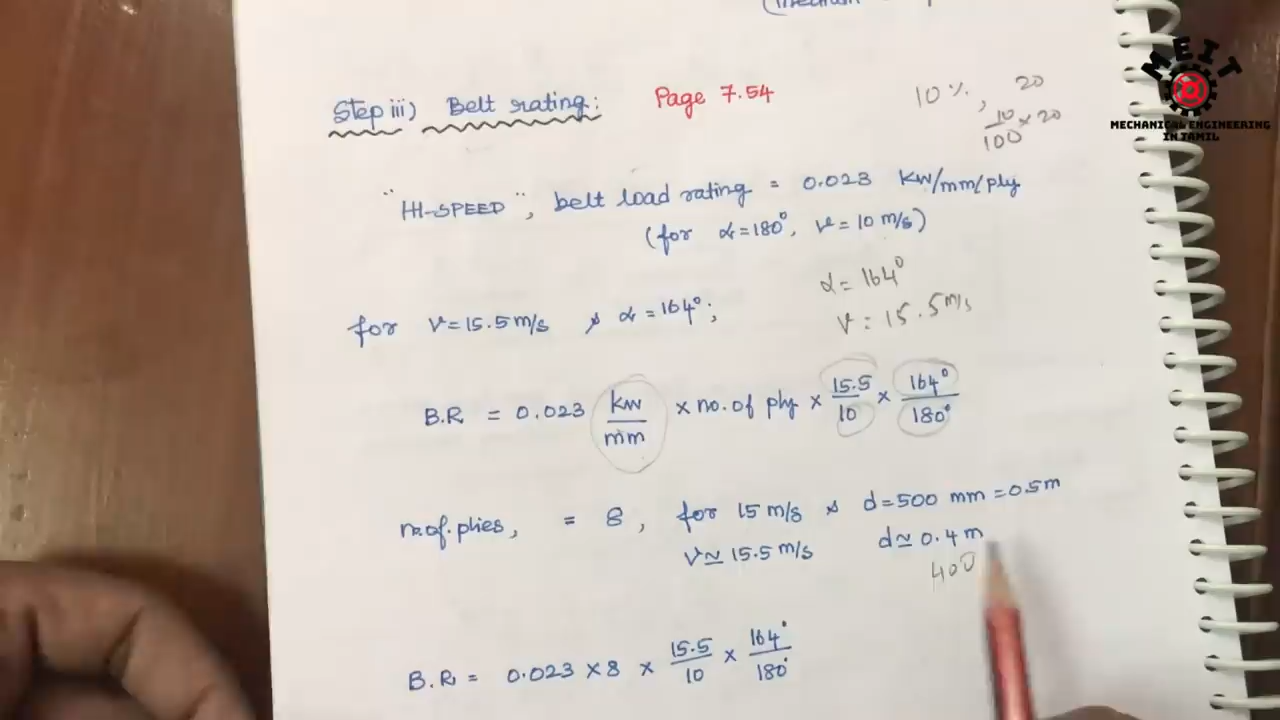 Step iii) Belt rating: Page 7.54
10%, 20
10/100 × 20
MEIT
MECHANICAL ENGINEERING
IN TAMIL
"HI-SPEED", belt load rating = 0.023 KW/mm/ply
(for α=180°, v=10 m/s)
α = 164°
v = 15.5 m/s
for v=15.5m/s & α=164°;
B.R = 0.023 KW/mm × no.of ply × 15.5/10 × 164°/180°
no.of.plies, = 8, for 15 m/s & d=500 mm =0.5m
v≃15.5 m/s d≃0.4m
400
B.R = 0.023 × 8 × 15.5/10 × 164°/180°